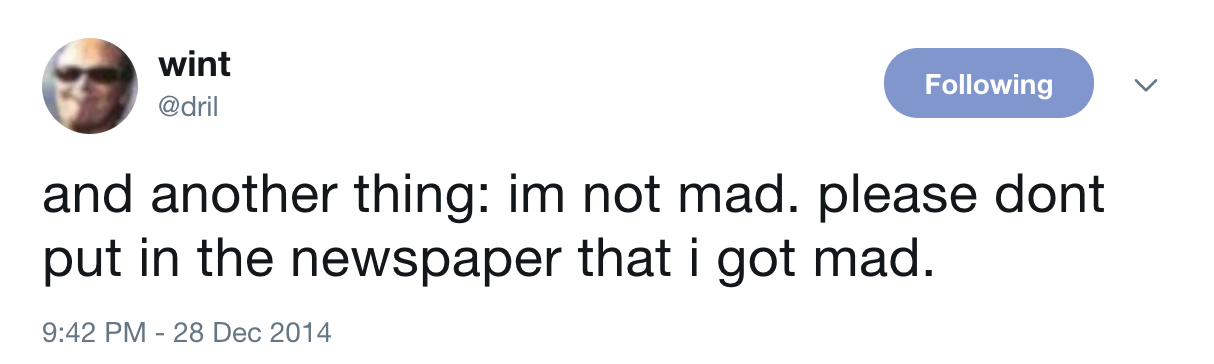 wint
@dril
Following
and another thing: im not mad. please dont
put in the newspaper that i got mad.
9:42 PM - 28 Dec 2014